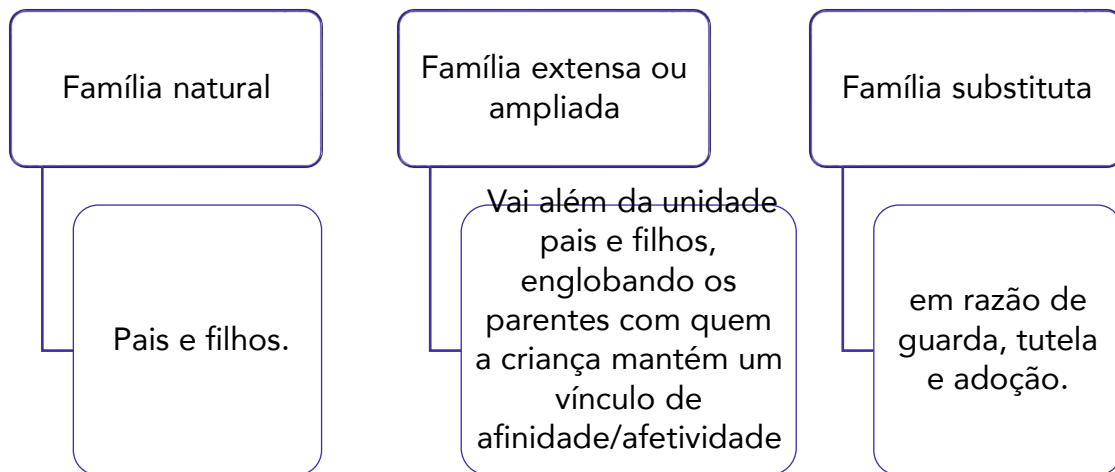 Família natural
Pais e filhos.
Família extensa ou
ampliada
Vai além da unidade
pais e filhos,
englobando os
parentes com quem
a criança mantém um
vínculo de
afinidade/afetividade
Família substituta
em razão de
guarda, tutela
e adoção.